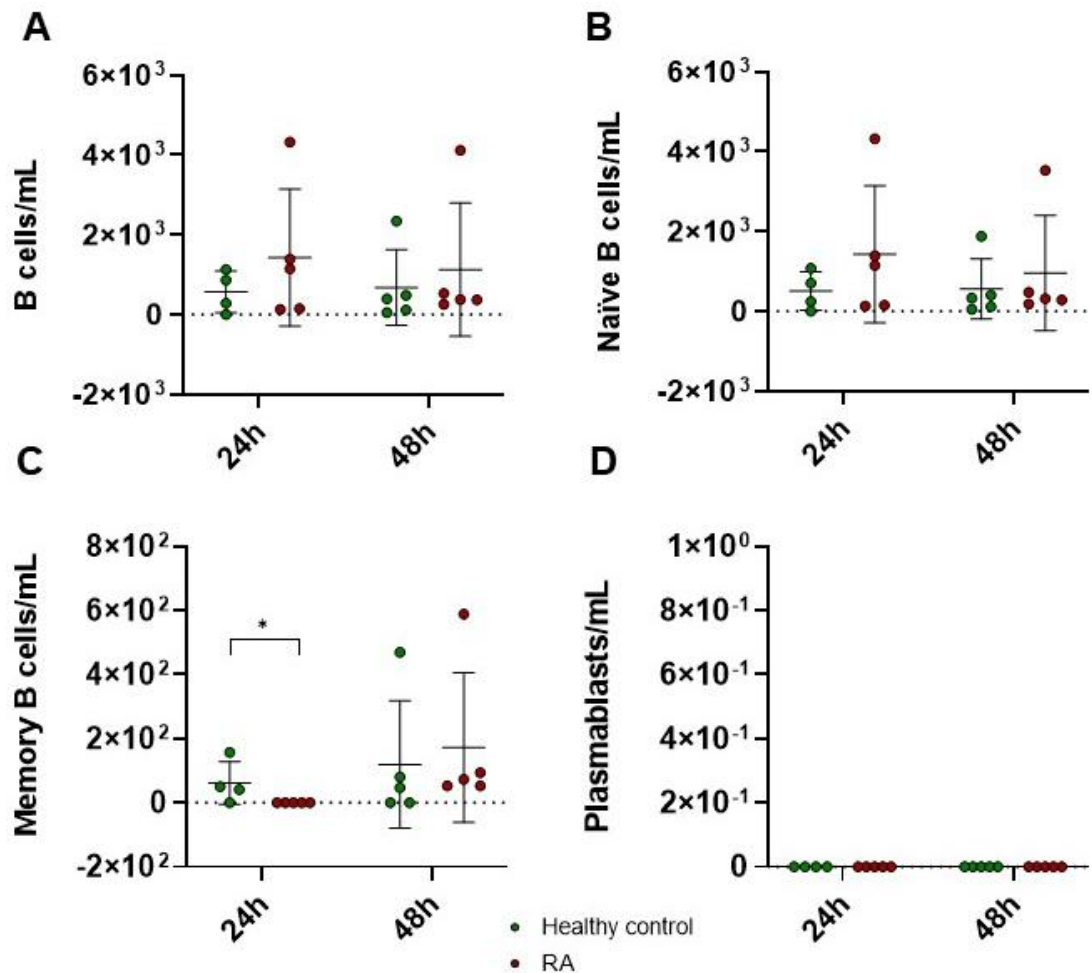 A
B cells/mL
6×10³
4×10³
2×10³
0
-2×10³
24h
48h
B
Naïve B cells/mL
6×10³
4×10³
2×10³
0
-2×10³
24h
48h
C
Memory B cells/mL
8×10²
6×10²
4×10²
2×10²
0
-2×10²
*
24h
48h
D
Plasmablasts/mL
1×10⁰
8×10⁻¹
6×10⁻¹
4×10⁻¹
2×10⁻¹
0
24h
48h
Healthy control
RA